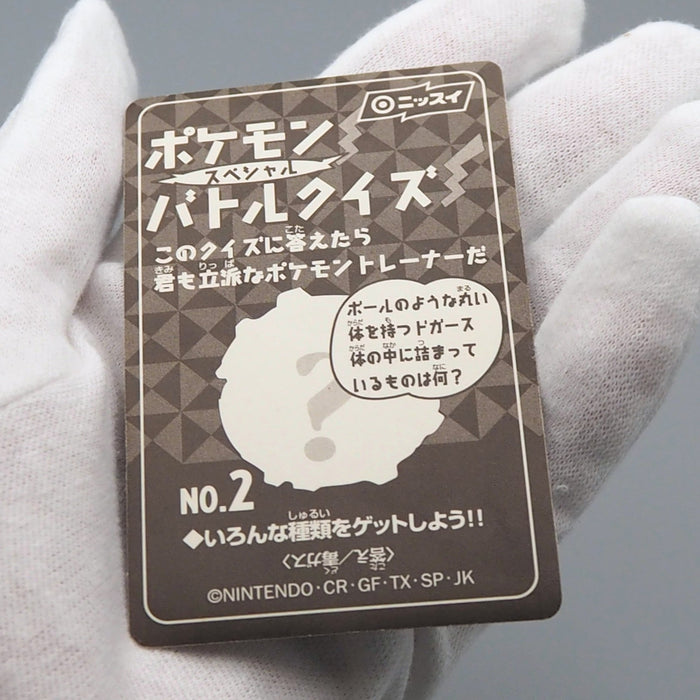 ニッスイ
ポケモン
スペシャル
バトルクイズ
このクイズに答えたら
君も立派なポケモントレーナーだ
ボールのような丸い
体を持つドガース
体の中に詰まって
いるものは何？
?
NO.2
◆いろんな種類をゲットしよう!!
〈答え／毒ガス〉
©NINTENDO・CR・GF・TX・SP・JK